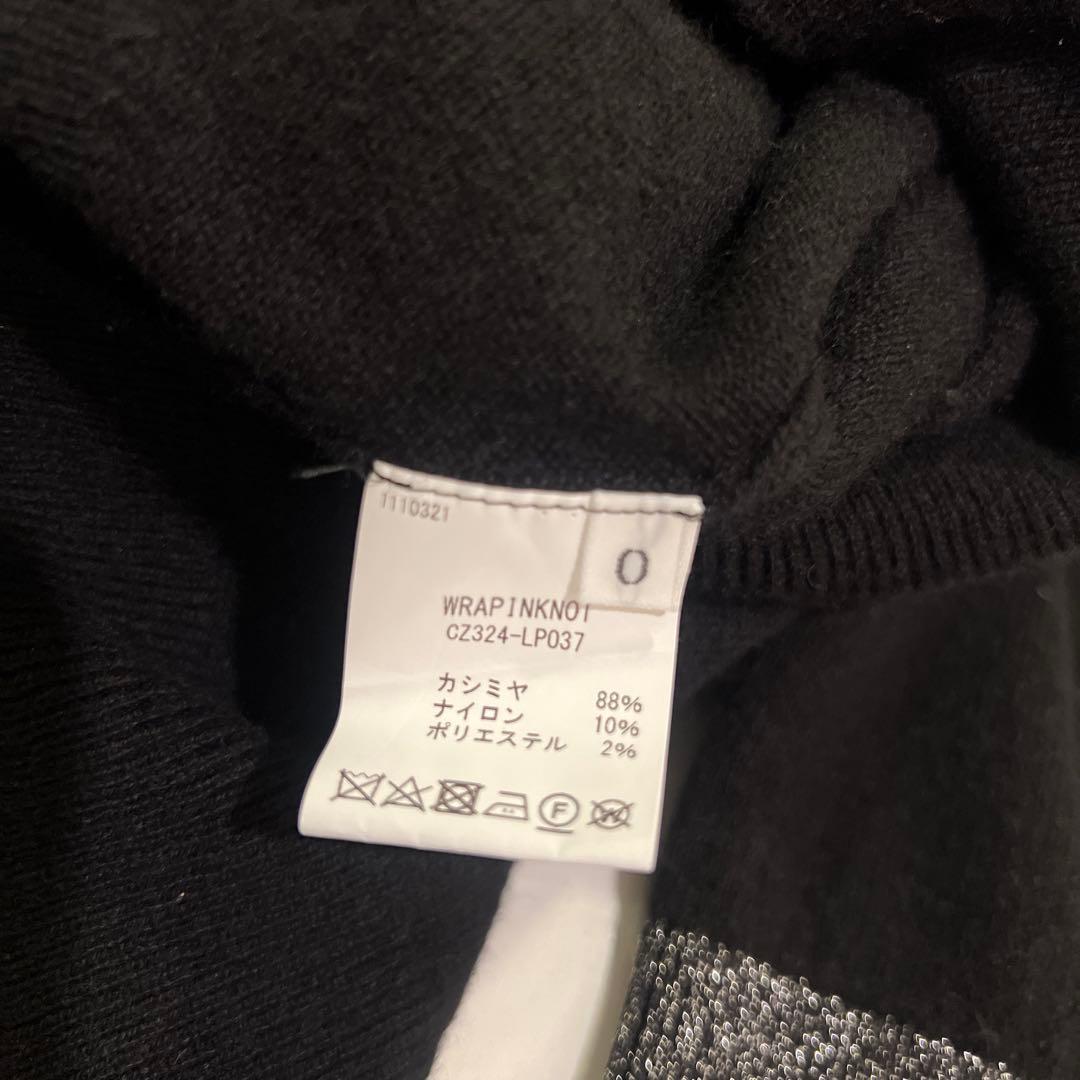 1110321
0
WRAPINKNOT
CZ324-LP037
カシミヤ 88%
ナイロン 10%
ポリエステル 2%
F
W